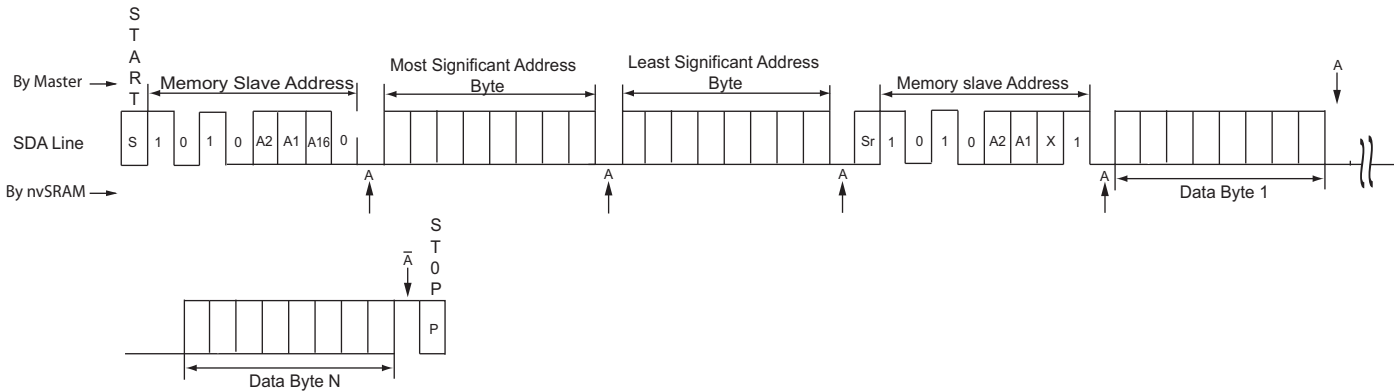 START
By Master
Memory Slave Address
Most Significant Address
Byte
Least Significant Address
Byte
Memory slave Address
A
SDA Line
S 1 0 1 0 A2 A1 A16 0
Sr 1 0 1 0 A2 A1 X 1
By nvSRAM
A
A
A
A
Data Byte 1
ST0P
A̅
P
Data Byte N